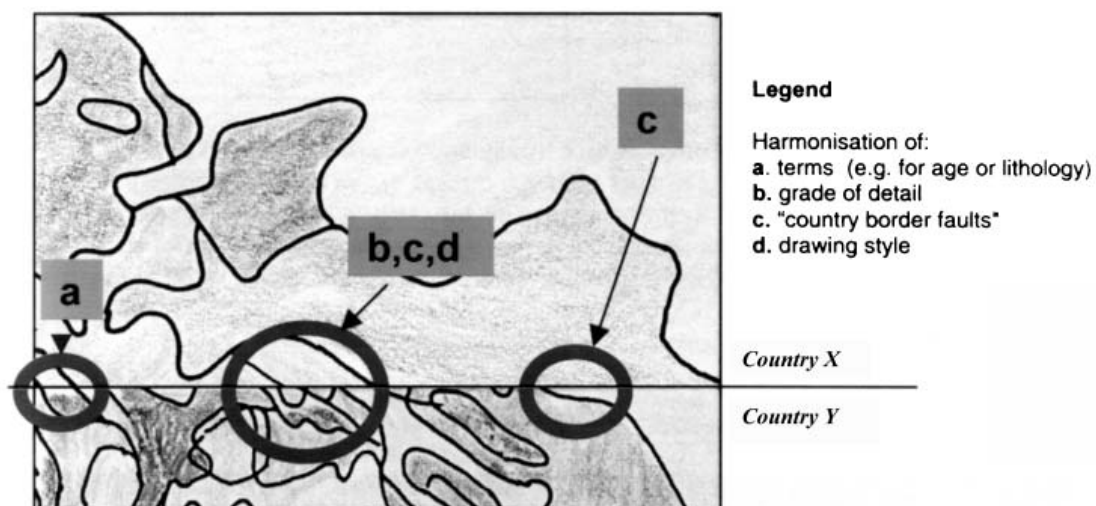 Legend
c
Harmonisation of:
a. terms (e.g. for age or lithology)
b. grade of detail
c. "country border faults"
d. drawing style
b,c,d
a
Country X
Country Y